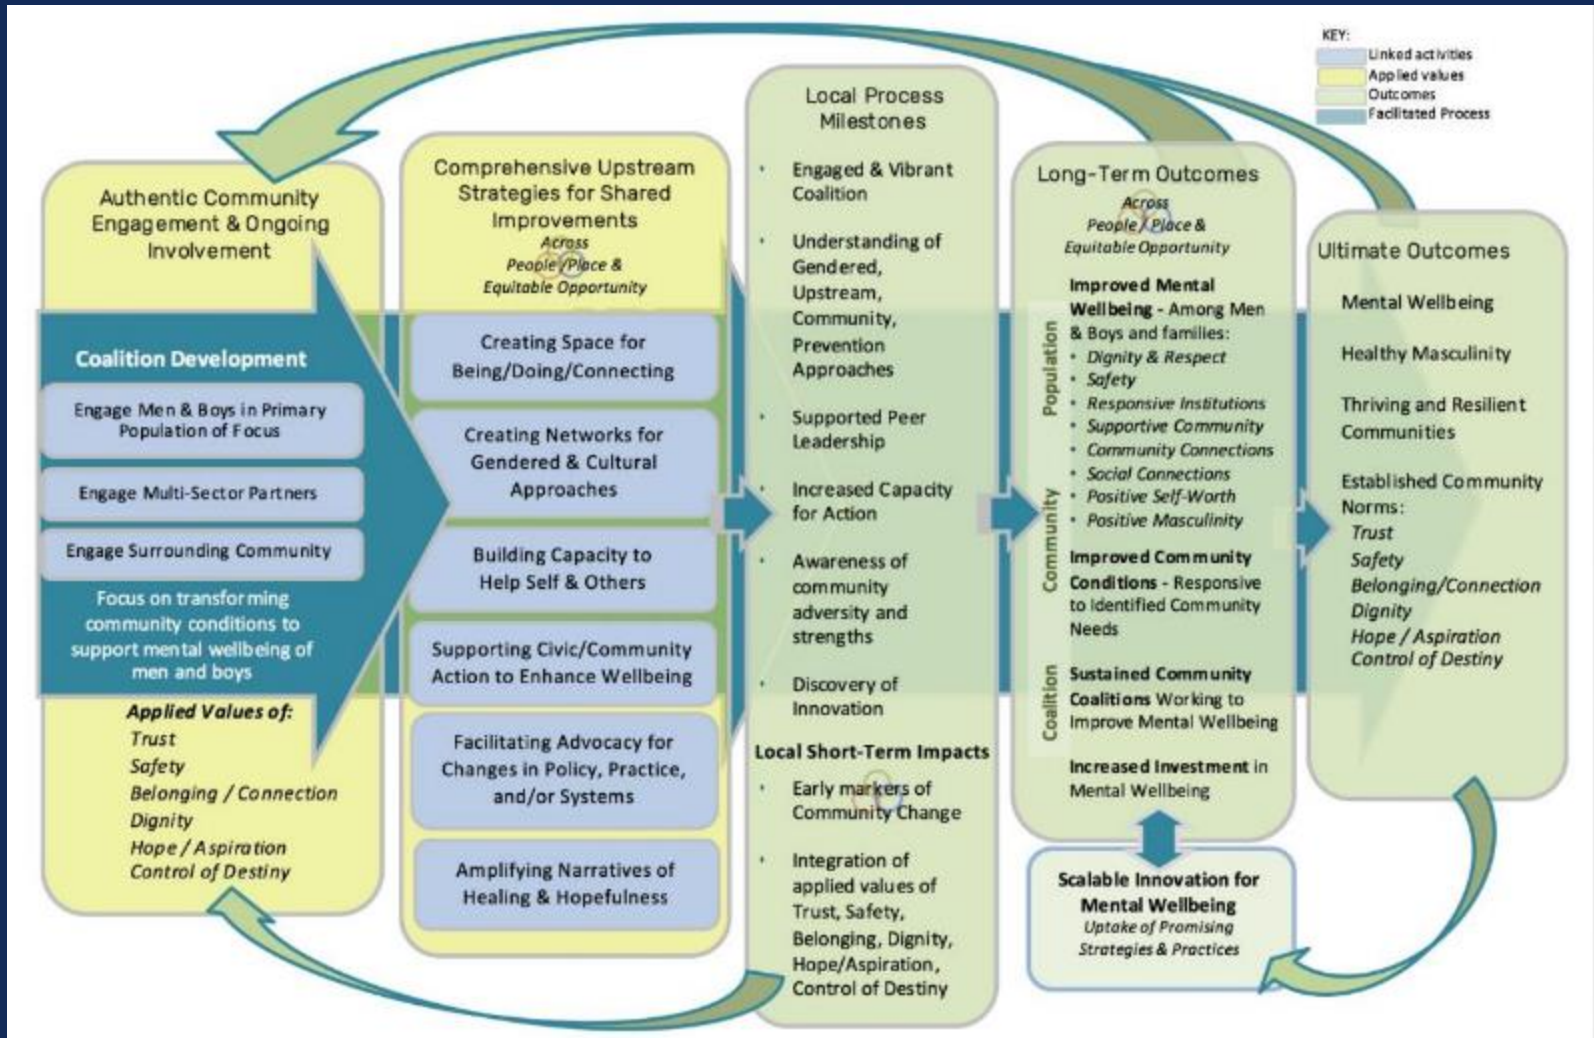 KEY:
Linked activities
Applied values
Outcomes
Facilitated Process
Authentic Community
Engagement & Ongoing
Involvement
Coalition Development
Engage Men & Boys in Primary
Population of Focus
Engage Multi-Sector Partners
Engage Surrounding Community
Focus on transforming
community conditions to
support mental wellbeing of
men and boys
Applied Values of:
Trust
Safety
Belonging / Connection
Dignity
Hope / Aspiration
Control of Destiny
Comprehensive Upstream
Strategies for Shared
Improvements
Across
People / Place &
Equitable Opportunity
Creating Space for
Being/Doing/Connecting
Creating Networks for
Gendered & Cultural
Approaches
Building Capacity to
Help Self & Others
Supporting Civic/Community
Action to Enhance Wellbeing
Facilitating Advocacy for
Changes in Policy, Practice,
and/or Systems
Amplifying Narratives of
Healing & Hopefulness
Local Process
Milestones
• Engaged & Vibrant
Coalition
• Understanding of
Gendered,
Upstream,
Community,
Prevention
Approaches
• Supported Peer
Leadership
• Increased Capacity
for Action
• Awareness of
community
adversity and
strengths
• Discovery of
Innovation
Local Short-Term Impacts
• Early markers of
Community Change
• Integration of
applied values of
Trust, Safety,
Belonging, Dignity,
Hope/Aspiration,
Control of Destiny
Long-Term Outcomes
Across
People / Place &
Equitable Opportunity
Population
Improved Mental
Wellbeing - Among Men
& Boys and families:
• Dignity & Respect
• Safety
• Responsive Institutions
• Supportive Community
• Community Connections
• Social Connections
• Positive Self-Worth
• Positive Masculinity
Community
Improved Community
Conditions - Responsive
to Identified Community
Needs
Coalition
Sustained Community
Coalitions Working to
Improve Mental Wellbeing
Increased Investment in
Mental Wellbeing
Scalable Innovation for
Mental Wellbeing
Uptake of Promising
Strategies & Practices
Ultimate Outcomes
Mental Wellbeing
Healthy Masculinity
Thriving and Resilient
Communities
Established Community
Norms:
Trust
Safety
Belonging/Connection
Dignity
Hope / Aspiration
Control of Destiny